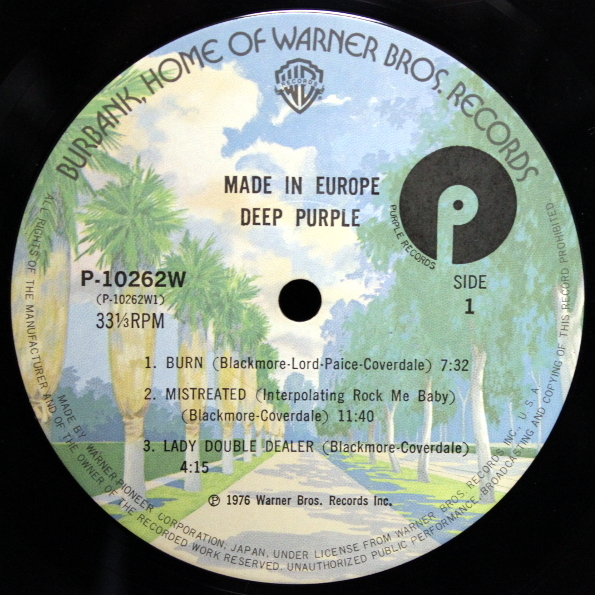 BURBANK, HOME OF WARNER BROS. RECORDS
WB
RECORDS
MADE IN EUROPE
DEEP PURPLE
P
PURPLE RECORDS
P-10262W
(P-10262W1)
33⅓RPM
SIDE
1
1. BURN (Blackmore-Lord-Paice-Coverdale) 7:32
2. MISTREATED (Interpolating Rock Me Baby)
(Blackmore-Coverdale) 11:40
3. LADY DOUBLE DEALER (Blackmore-Coverdale)
4:15
℗ 1976 Warner Bros. Records Inc.
MADE BY WARNER-PIONEER CORPORATION, JAPAN, UNDER LICENSE FROM WARNER BROS. RECORDS INC., U.S.A.
ALL RIGHTS OF THE MANUFACTURER AND OF THE OWNER OF THE RECORDED WORK RESERVED. UNAUTHORIZED PUBLIC PERFORMANCE, BROADCASTING AND COPYING OF THIS RECORD PROHIBITED